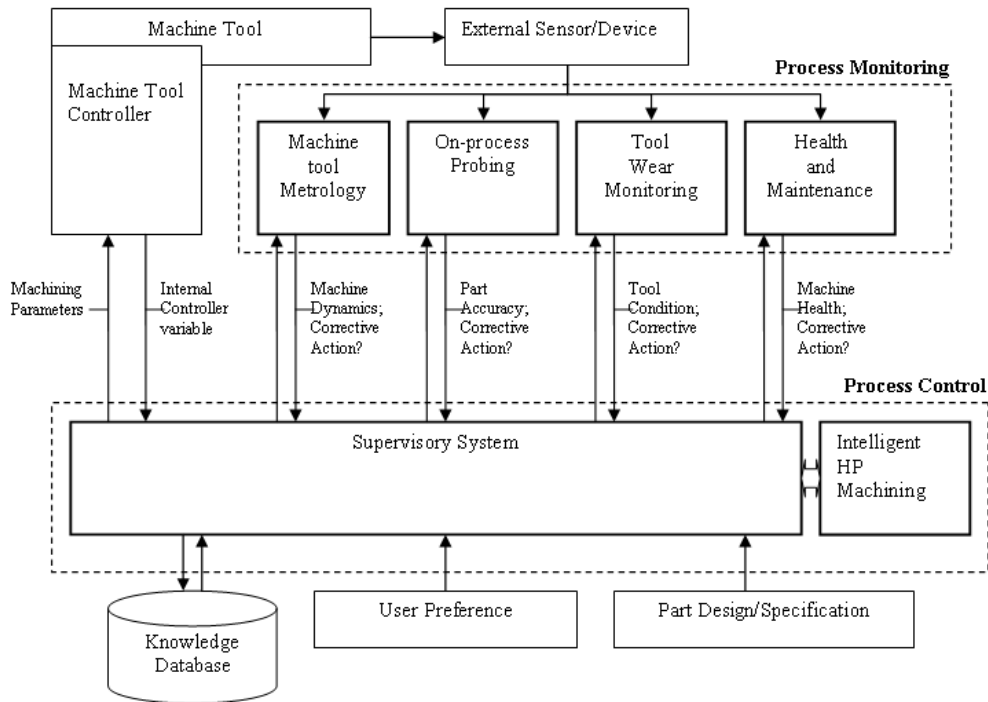 Machine Tool
External Sensor/Device
Machine Tool
Controller
Process Monitoring
Machine
tool
Metrology
On-process
Probing
Tool
Wear
Monitoring
Health
and
Maintenance
Machining
Parameters
Internal
Controller
variable
Machine
Dynamics;
Corrective
Action?
Part
Accuracy;
Corrective
Action?
Tool
Condition;
Corrective
Action?
Machine
Health;
Corrective
Action?
Process Control
Supervisory System
Intelligent
HP
Machining
Knowledge
Database
User Preference
Part Design/Specification